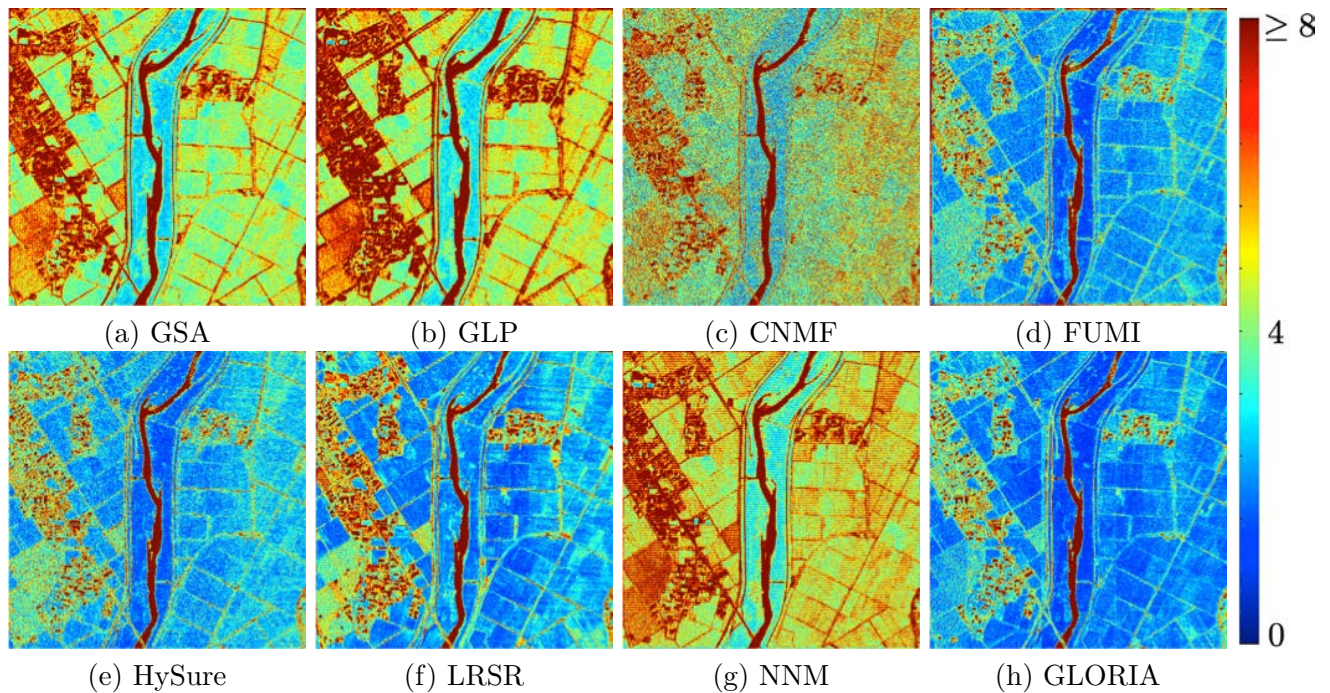 ≥ 8
(a) GSA (b) GLP (c) CNMF (d) FUMI
4
(e) HySure (f) LRSR (g) NNM (h) GLORIA
0